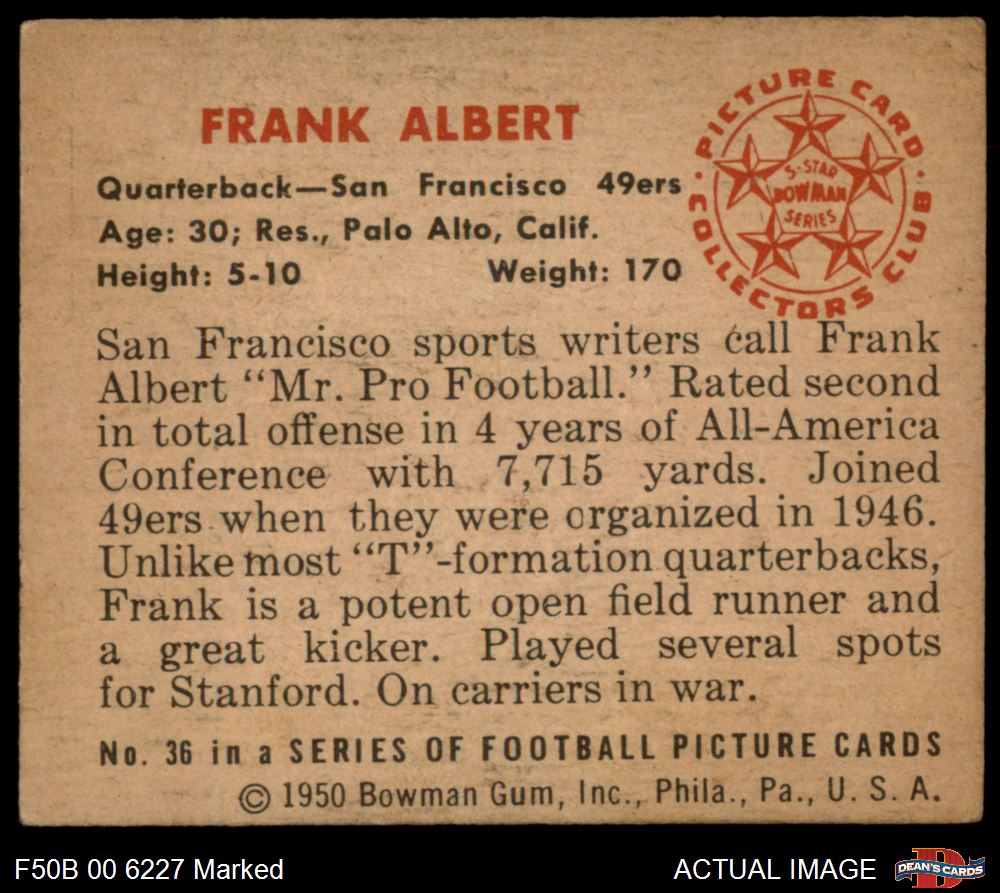 FRANK ALBERT
Quarterback—San Francisco 49ers
Age: 30; Res., Palo Alto, Calif.
Height: 5-10 Weight: 170
PICTURE CARD
COLLECTORS CLUB
5-STAR
BOWMAN
SERIES
San Francisco sports writers call Frank
Albert “Mr. Pro Football.” Rated second
in total offense in 4 years of All-America
Conference with 7,715 yards. Joined
49ers when they were organized in 1946.
Unlike most “T”-formation quarterbacks,
Frank is a potent open field runner and
a great kicker. Played several spots
for Stanford. On carriers in war.
No. 36 in a SERIES OF FOOTBALL PICTURE CARDS
© 1950 Bowman Gum, Inc., Phila., Pa., U. S. A.
F50B 00 6227 Marked
ACTUAL IMAGE
D
DEAN'S CARDS